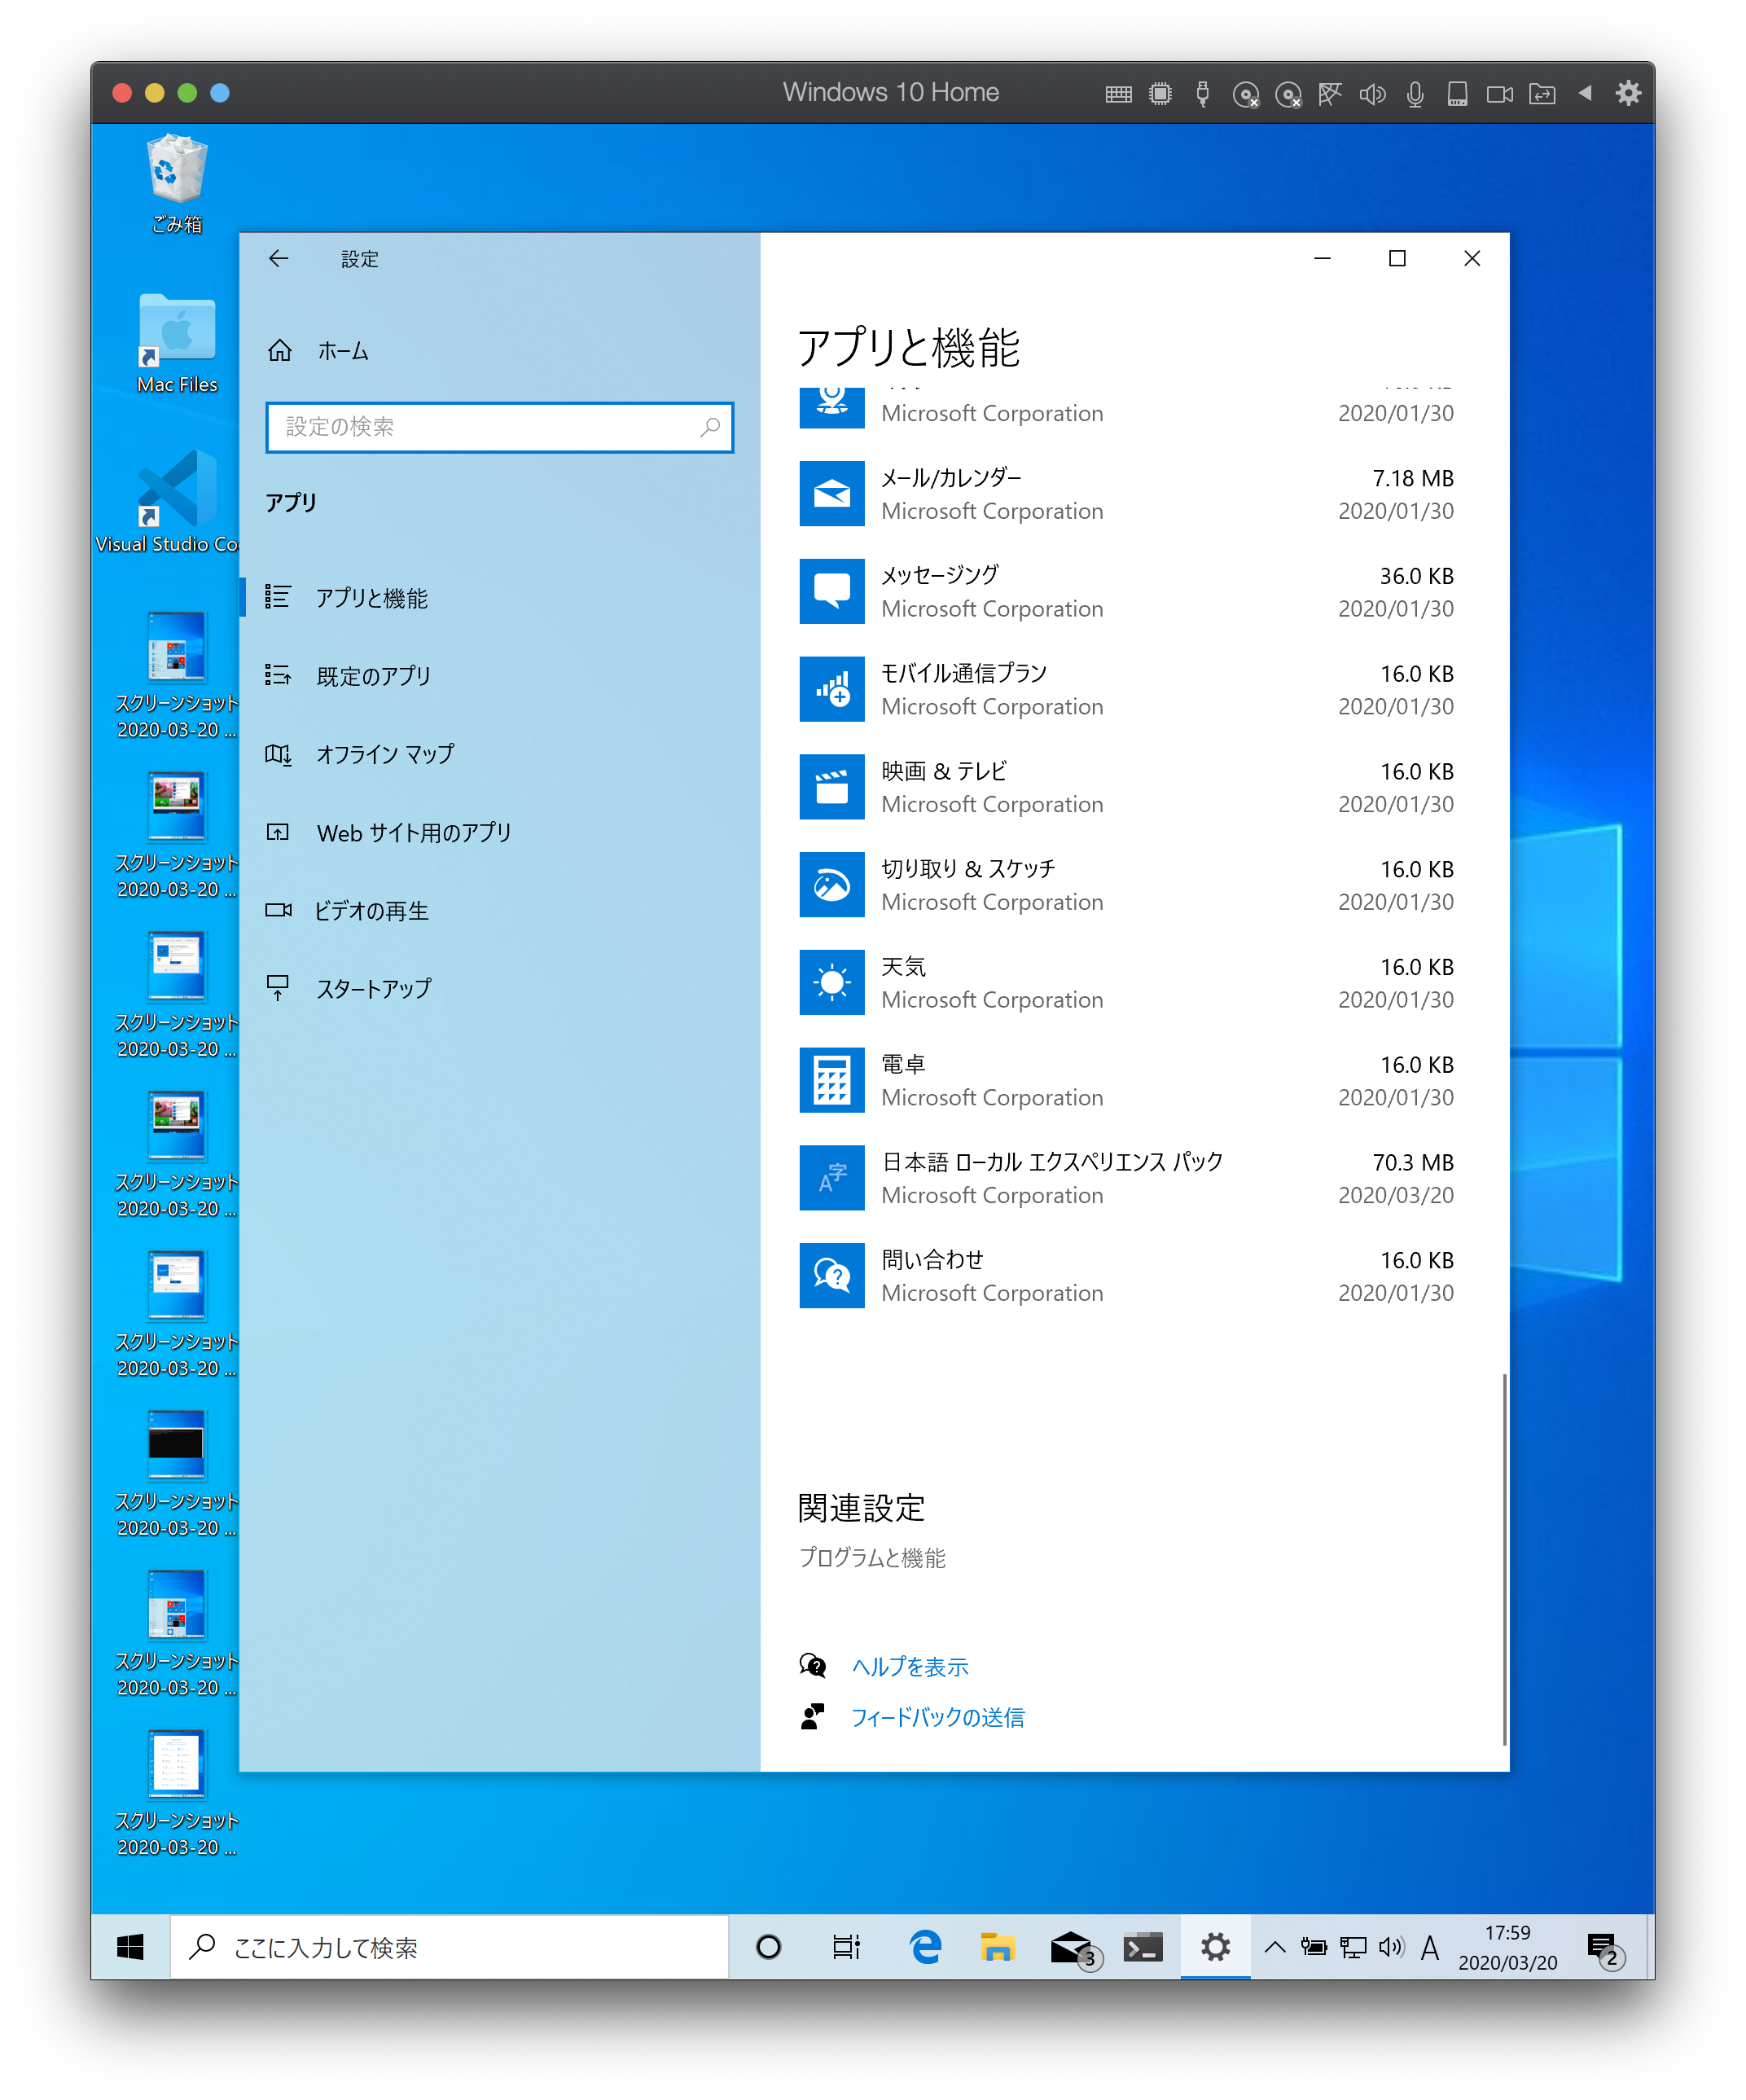 Windows 10 Home
ごみ箱
Mac Files
Visual Studio Co
スクリーンショット
2020-03-20 ...
スクリーンショット
2020-03-20 ...
スクリーンショット
2020-03-20 ...
スクリーンショット
2020-03-20 ...
スクリーンショット
2020-03-20 ...
スクリーンショット
2020-03-20 ...
スクリーンショット
2020-03-20 ...
スクリーンショット
2020-03-20 ...
設定
ホーム
設定の検索
アプリ
アプリと機能
既定のアプリ
オフライン マップ
Web サイト用のアプリ
ビデオの再生
スタートアップ
アプリと機能
Microsoft Corporation 2020/01/30
メール/カレンダー 7.18 MB
Microsoft Corporation 2020/01/30
メッセージング 36.0 KB
Microsoft Corporation 2020/01/30
モバイル通信プラン 16.0 KB
Microsoft Corporation 2020/01/30
映画 & テレビ 16.0 KB
Microsoft Corporation 2020/01/30
切り取り & スケッチ 16.0 KB
Microsoft Corporation 2020/01/30
天気 16.0 KB
Microsoft Corporation 2020/01/30
電卓 16.0 KB
Microsoft Corporation 2020/01/30
日本語 ローカル エクスペリエンス パック 70.3 MB
Microsoft Corporation 2020/03/20
問い合わせ 16.0 KB
Microsoft Corporation 2020/01/30
関連設定
プログラムと機能
ヘルプを表示
フィードバックの送信
ここに入力して検索
3
A
17:59
2020/03/20
2